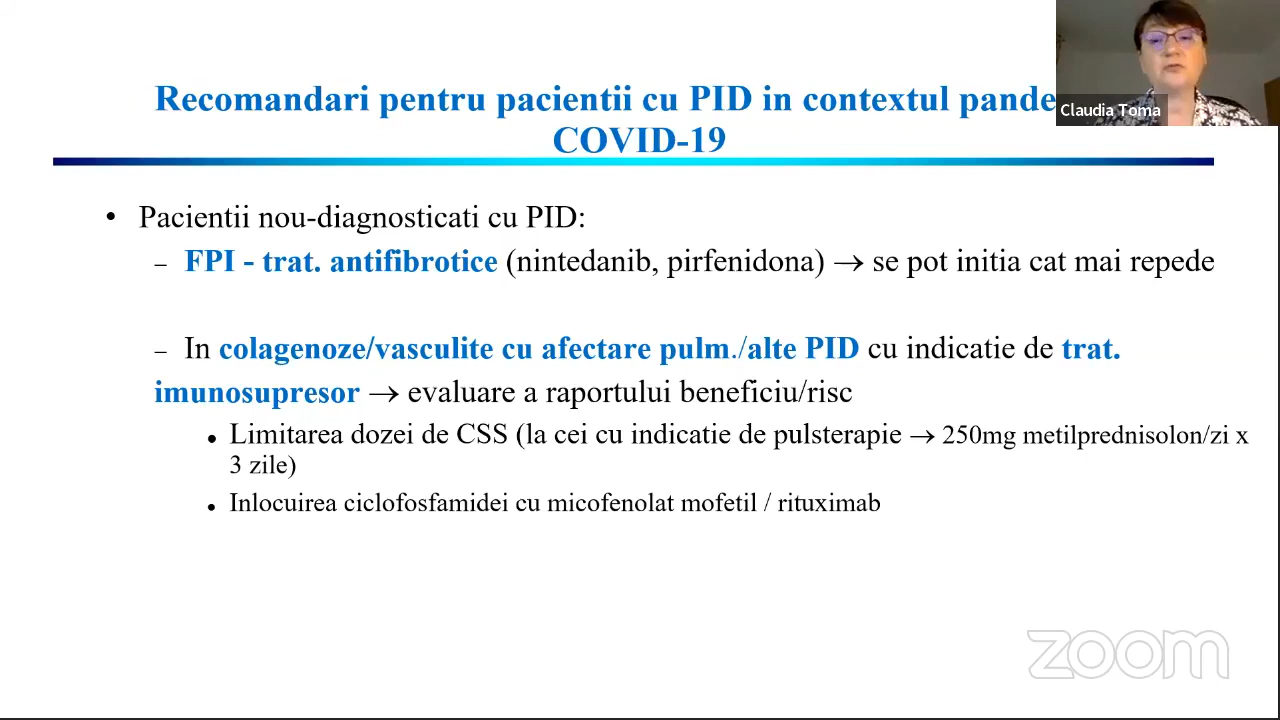 Recomandari pentru pacientii cu PID in contextul pande
COVID-19
Claudia Toma
• Pacientii nou-diagnosticati cu PID:
– FPI - trat. antifibrotice (nintedanib, pirfenidona) → se pot initia cat mai repede
– In colagenoze/vasculite cu afectare pulm./alte PID cu indicatie de trat.
imunosupresor → evaluare a raportului beneficiu/risc
• Limitarea dozei de CSS (la cei cu indicatie de pulsterapie → 250mg metilprednisolon/zi x
3 zile)
• Inlocuirea ciclofosfamidei cu micofenolat mofetil / rituximab
zoom